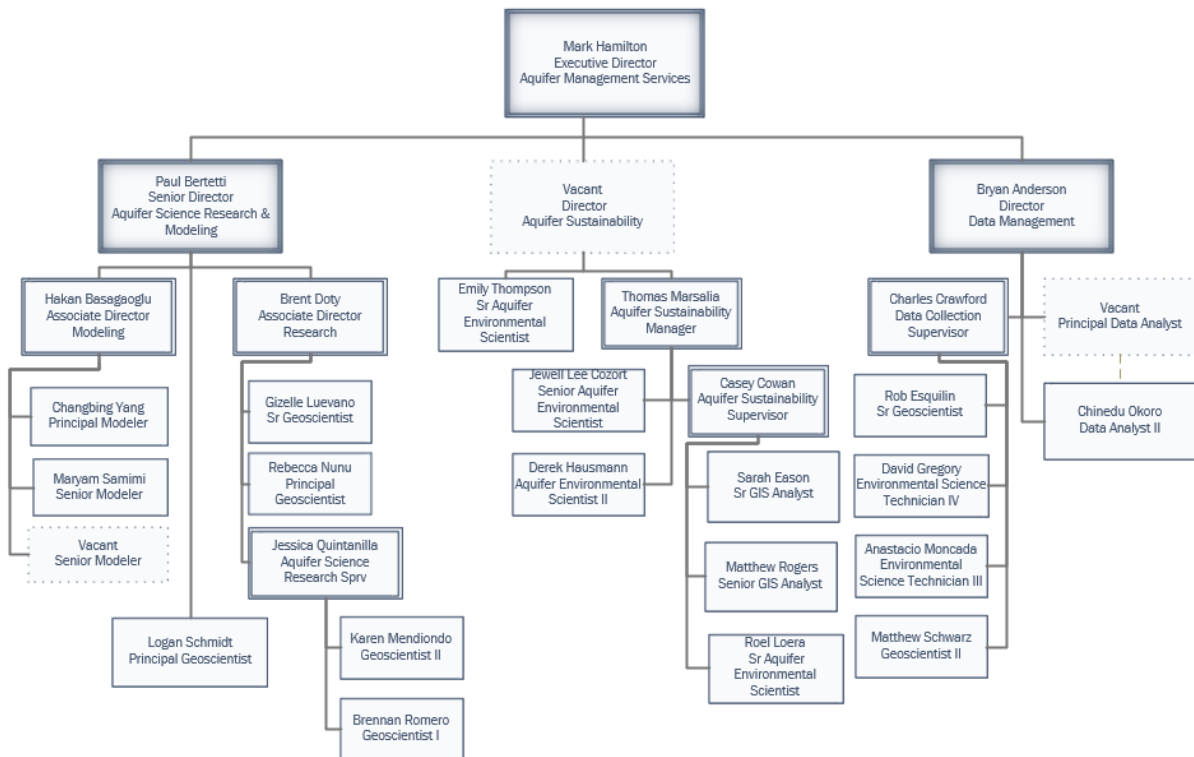 Mark Hamilton
Executive Director
Aquifer Management Services
Paul Bertetti
Senior Director
Aquifer Science Research &
Modeling
Vacant
Director
Aquifer Sustainability
Bryan Anderson
Director
Data Management
Hakan Basagaoglu
Associate Director
Modeling
Brent Doty
Associate Director
Research
Emily Thompson
Sr Aquifer
Environmental
Scientist
Thomas Marsalia
Aquifer Sustainability
Manager
Charles Crawford
Data Collection
Supervisor
Vacant
Principal Data Analyst
Changbing Yang
Principal Modeler
Maryam Samimi
Senior Modeler
Vacant
Senior Modeler
Gizelle Luevano
Sr Geoscientist
Rebecca Nunu
Principal
Geoscientist
Jessica Quintanilla
Aquifer Science
Research Sprv
Logan Schmidt
Principal Geoscientist
Karen Mendiondo
Geoscientist II
Brennan Romero
Geoscientist I
Jewell Lee Cozort
Senior Aquifer
Environmental
Scientist
Derek Hausmann
Aquifer Environmental
Scientist II
Casey Cowan
Aquifer Sustainability
Supervisor
Sarah Eason
Sr GIS Analyst
Matthew Rogers
Senior GIS Analyst
Roel Loera
Sr Aquifer
Environmental
Scientist
Rob Esquilin
Sr Geoscientist
David Gregory
Environmental Science
Technician IV
Anastacio Moncada
Environmental
Science Technician III
Matthew Schwarz
Geoscientist II
Chinedu Okoro
Data Analyst II